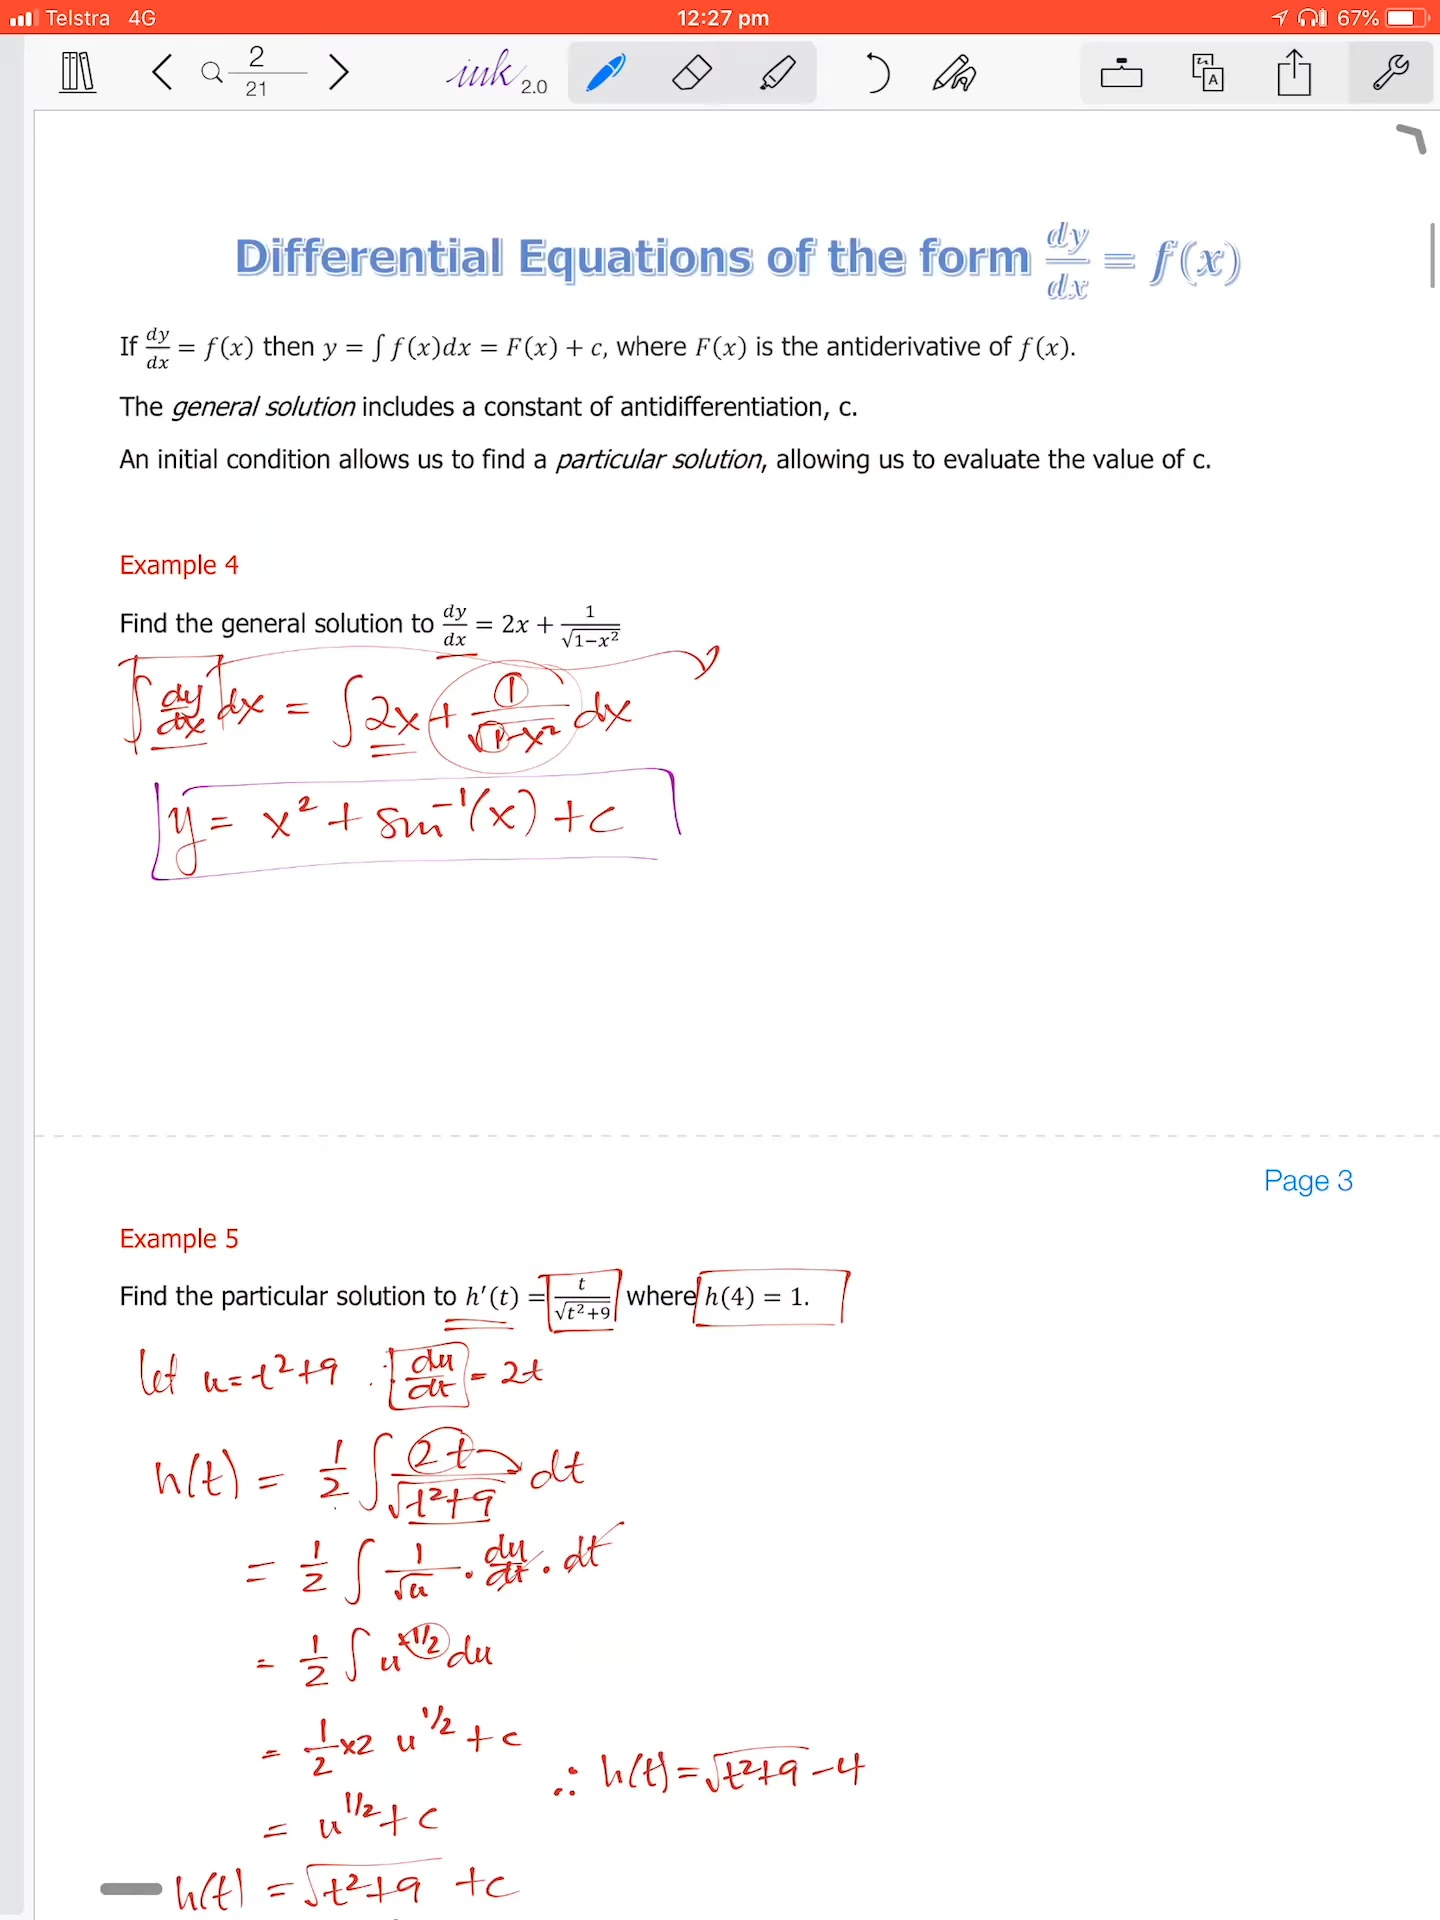 Telstra 4G 12:27 pm 67%
2
21
ink 2.0
Differential Equations of the form dy/dx = f(x)
If dy/dx = f(x) then y = ∫ f(x)dx = F(x) + c, where F(x) is the antiderivative of f(x).
The general solution includes a constant of antidifferentiation, c.
An initial condition allows us to find a particular solution, allowing us to evaluate the value of c.
Example 4
Find the general solution to dy/dx = 2x + 1/√(1−x²)
∫ dy/dx dx = ∫ 2x + 1/√(1-x²) dx
y = x² + sin⁻¹(x) + c
Page 3
Example 5
Find the particular solution to h′(t) = t/√(t²+9) where h(4) = 1.
let u = t²+9 ∴ du/dt = 2t
h(t) = 1/2 ∫ 2t/√(t²+9) dt
= 1/2 ∫ 1/√u · du/dt · dt
= 1/2 ∫ u^(-1/2) du
= 1/2 ×2 u^(1/2) + c
∴ h(t) = √(t²+9) - 4
= u^(1/2) + c
h(t) = √(t²+9) + c